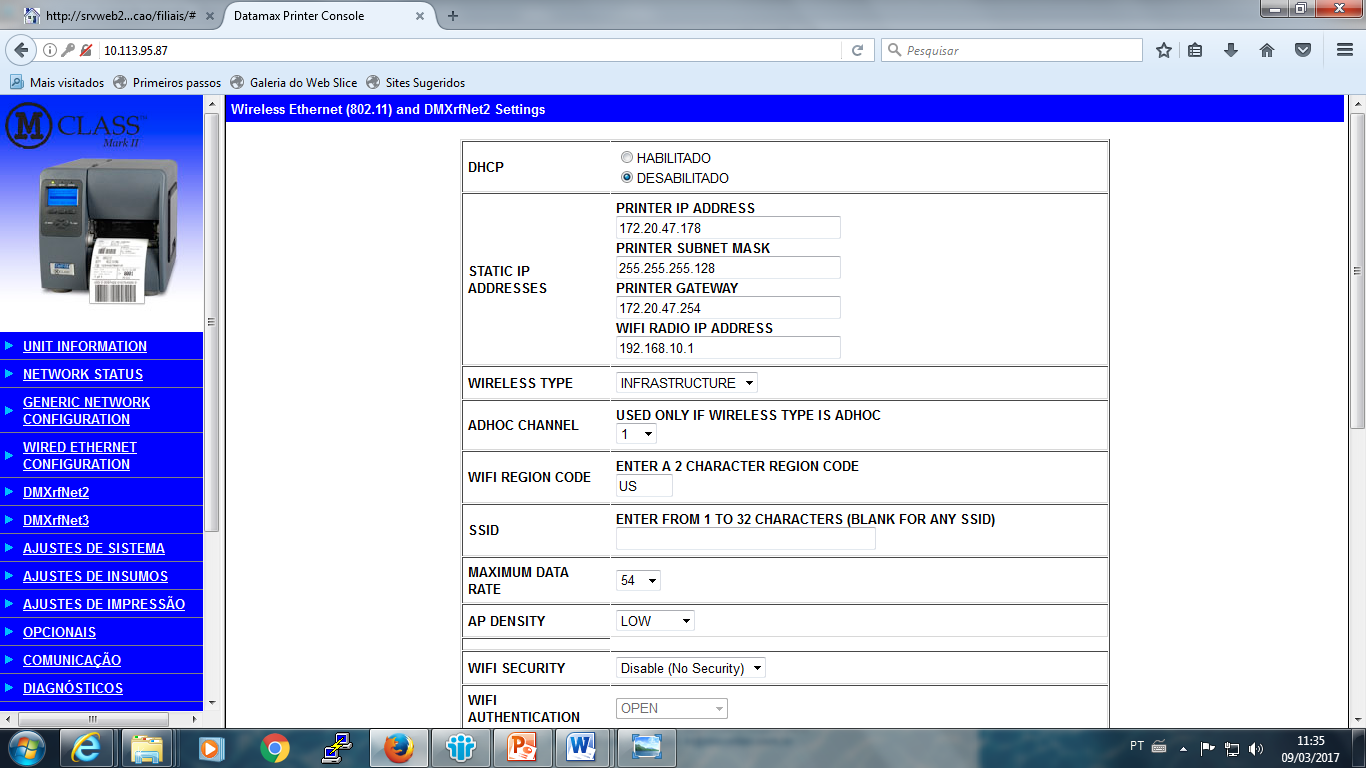 http://srvweb2...cao/filiais/#
Datamax Printer Console
10.113.95.87
Pesquisar
Mais visitados
Primeiros passos
Galeria do Web Slice
Sites Sugeridos
M CLASS
Mark II
Wireless Ethernet (802.11) and DMXrfNet2 Settings
UNIT INFORMATION
NETWORK STATUS
GENERIC NETWORK
CONFIGURATION
WIRED ETHERNET
CONFIGURATION
DMXrfNet2
DMXrfNet3
AJUSTES DE SISTEMA
AJUSTES DE INSUMOS
AJUSTES DE IMPRESSÃO
OPCIONAIS
COMUNICAÇÃO
DIAGNÓSTICOS
DHCP
HABILITADO
DESABILITADO
STATIC IP
ADDRESSES
PRINTER IP ADDRESS
172.20.47.178
PRINTER SUBNET MASK
255.255.255.128
PRINTER GATEWAY
172.20.47.254
WIFI RADIO IP ADDRESS
192.168.10.1
WIRELESS TYPE
INFRASTRUCTURE
ADHOC CHANNEL
USED ONLY IF WIRELESS TYPE IS ADHOC
1
WIFI REGION CODE
ENTER A 2 CHARACTER REGION CODE
US
SSID
ENTER FROM 1 TO 32 CHARACTERS (BLANK FOR ANY SSID)
MAXIMUM DATA
RATE
54
AP DENSITY
LOW
WIFI SECURITY
Disable (No Security)
WIFI
AUTHENTICATION
OPEN
PT
11:35
09/03/2017